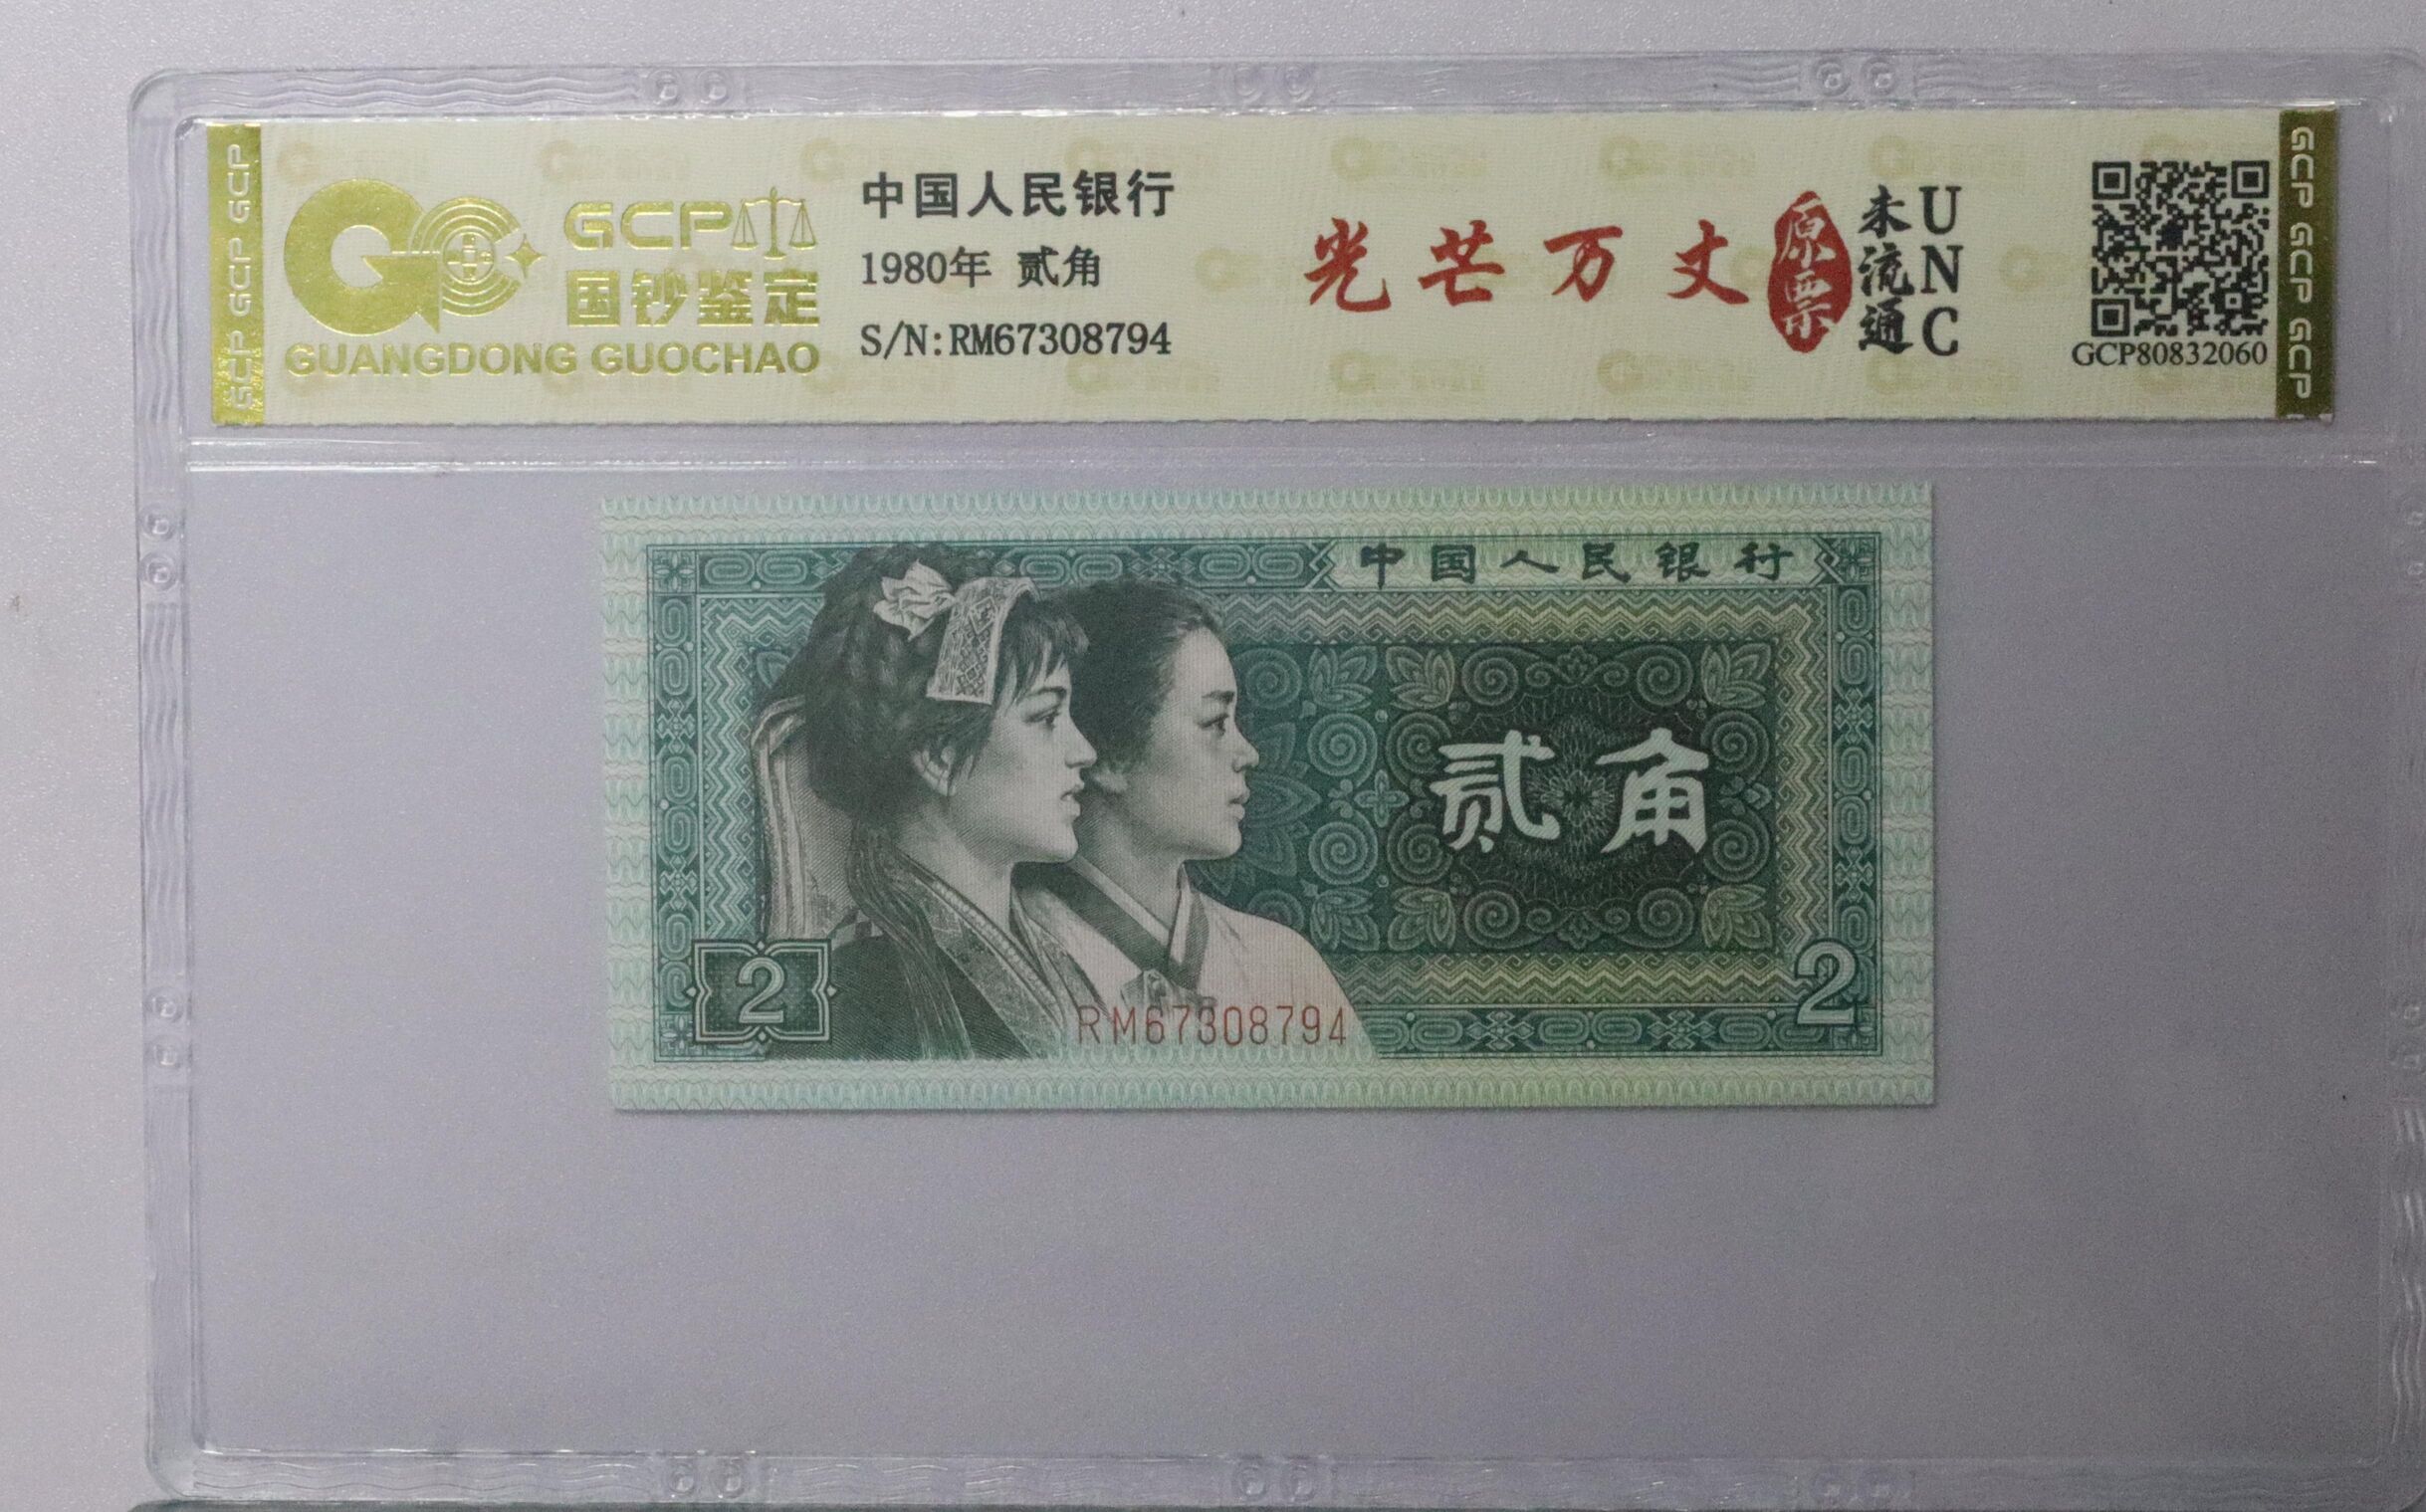 GCP GCP GCP
GCP
国钞鉴定
GUANGDONG GUOCHAO
中国人民银行
1980年 贰角
S/N:RM67308794
光芒万丈
原票
未流通
UNC
GCP80832060
GCP GCP GCP
中国人民银行
贰角
2
RM67308794
2